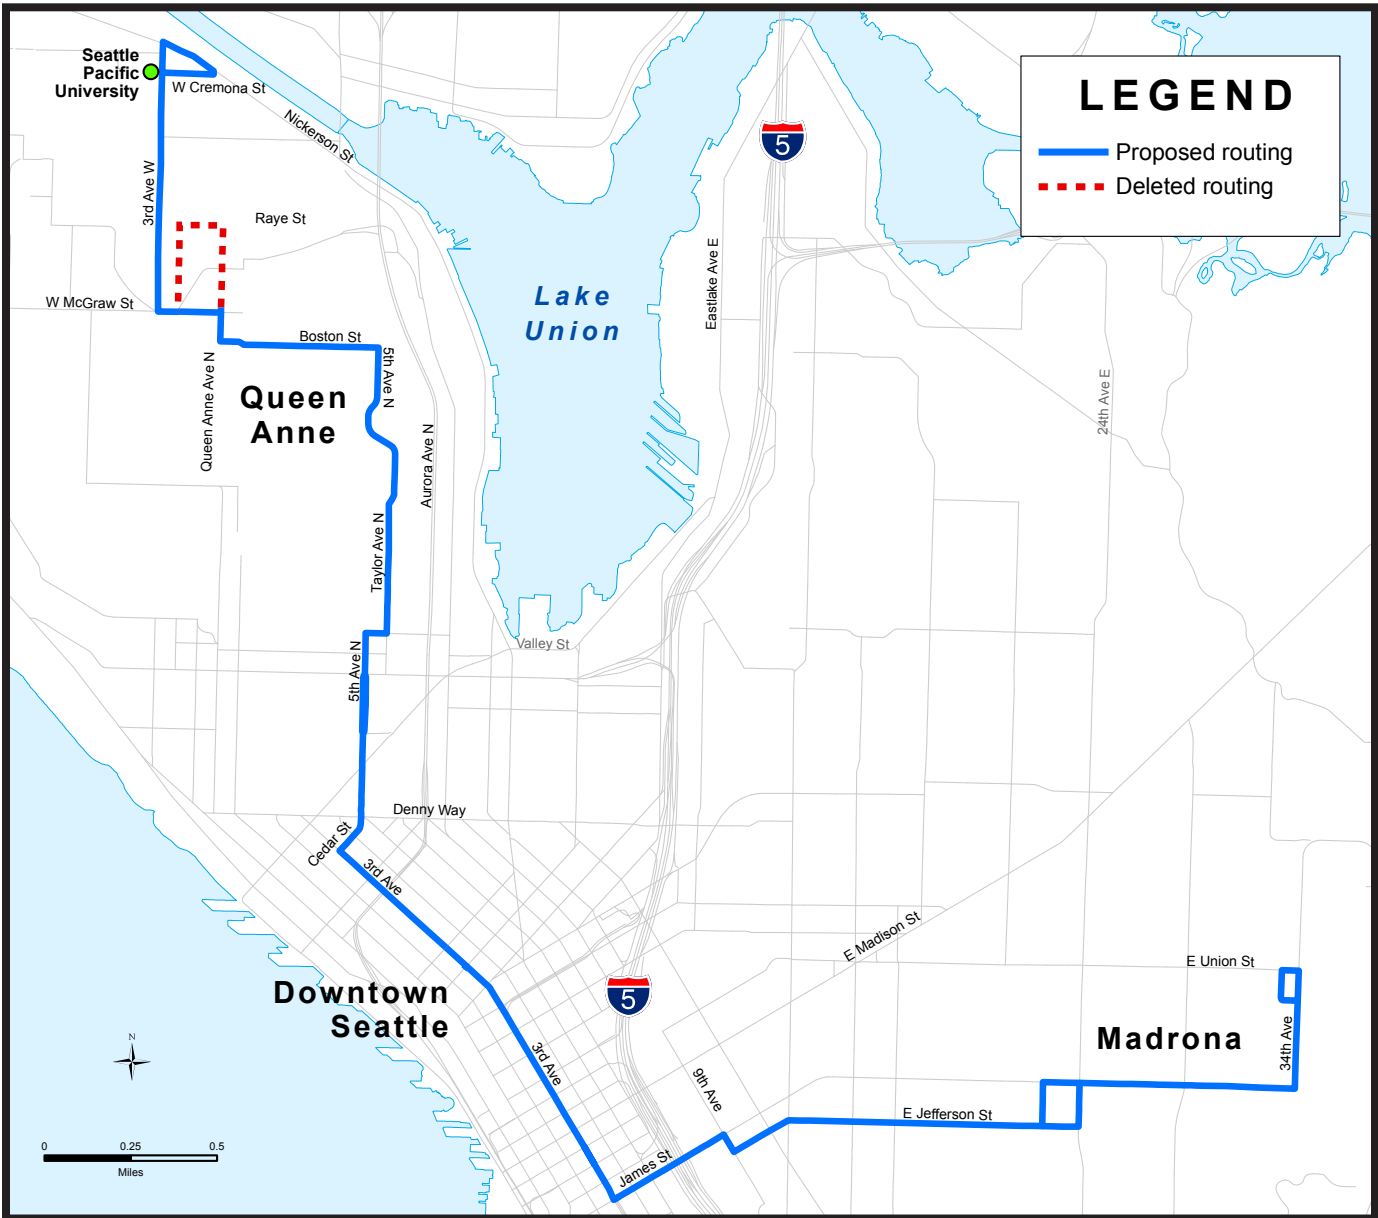 Seattle
Pacific
University
W Cremona St
Nickerson St
LEGEND
Proposed routing
Deleted routing
5
3rd Ave W
Raye St
W McGraw St
Lake
Union
Eastlake Ave E
Boston St
5th Ave N
Queen Anne Ave N
Queen
Anne
24th Ave E
Aurora Ave N
Taylor Ave N
Valley St
5th Ave N
Denny Way
Cedar St
3rd Ave
E Madison St
E Union St
Downtown
Seattle
5
Madrona
34th Ave
N
3rd Ave
9th Ave
E Jefferson St
James St
0 0.25 0.5
Miles